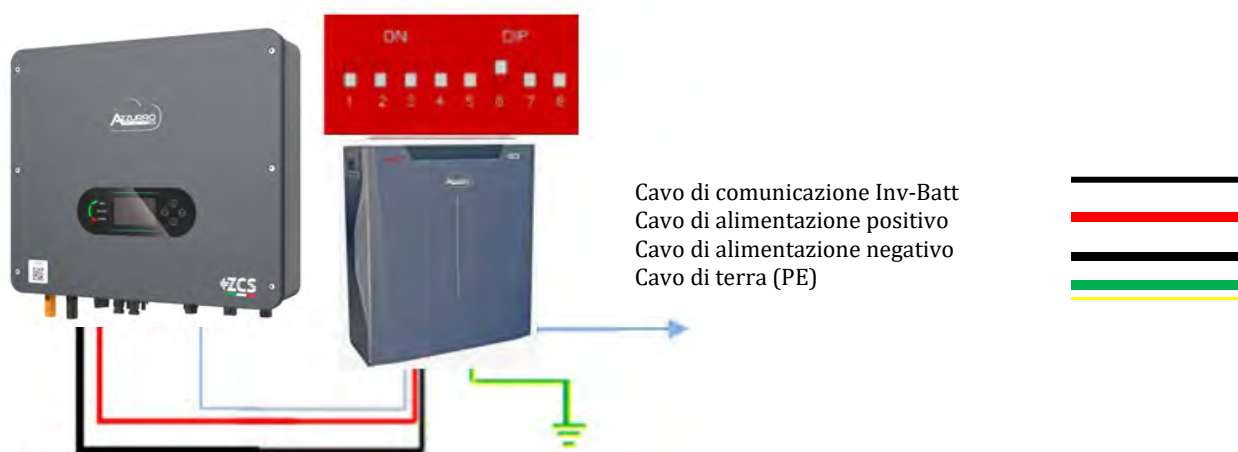 ON DIP
1 2 3 4 5 6 7 8
AZZURRO
ZCS
Cavo di comunicazione Inv-Batt
Cavo di alimentazione positivo
Cavo di alimentazione negativo
Cavo di terra (PE)